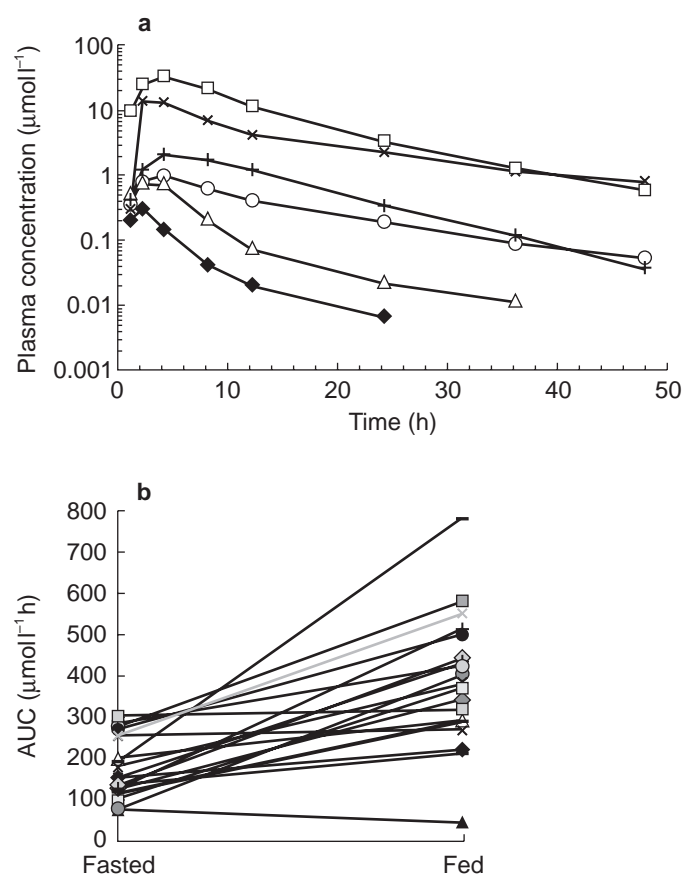 a
Plasma concentration (µmol l⁻¹)
100
10
1
0.1
0.01
0.001
0 10 20 30 40 50
Time (h)
b
AUC (µmol l⁻¹ h)
800
700
600
500
400
300
200
100
0
Fasted Fed